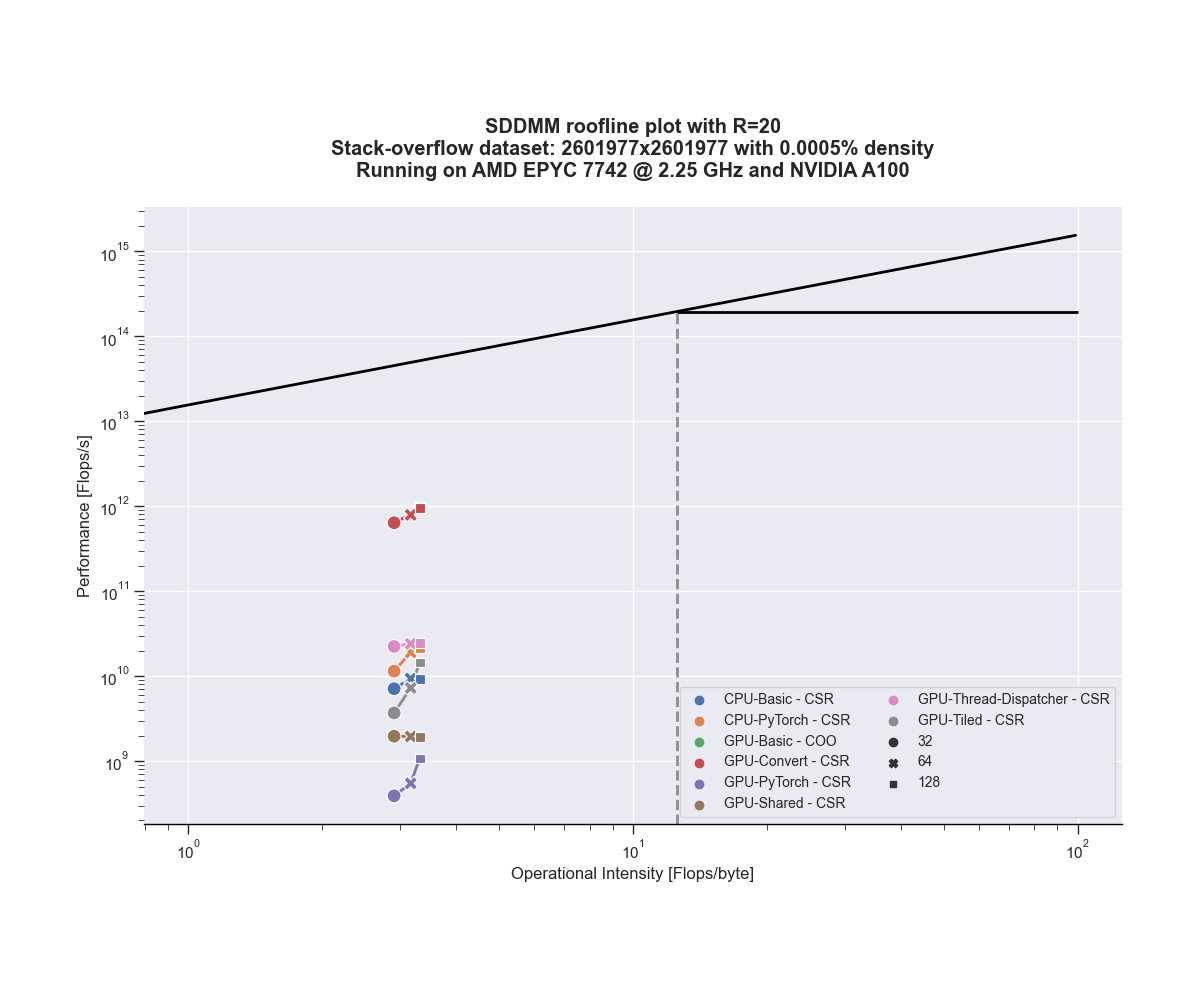 SDDMM roofline plot with R=20
Stack-overflow dataset: 2601977x2601977 with 0.0005% density
Running on AMD EPYC 7742 @ 2.25 GHz and NVIDIA A100
Performance [Flops/s]
10^15
10^14
10^13
10^12
10^11
10^10
10^9
CPU-Basic - CSR
CPU-PyTorch - CSR
GPU-Basic - COO
GPU-Convert - CSR
GPU-PyTorch - CSR
GPU-Shared - CSR
GPU-Thread-Dispatcher - CSR
GPU-Tiled - CSR
32
64
128
10^0
10^1
10^2
Operational Intensity [Flops/byte]